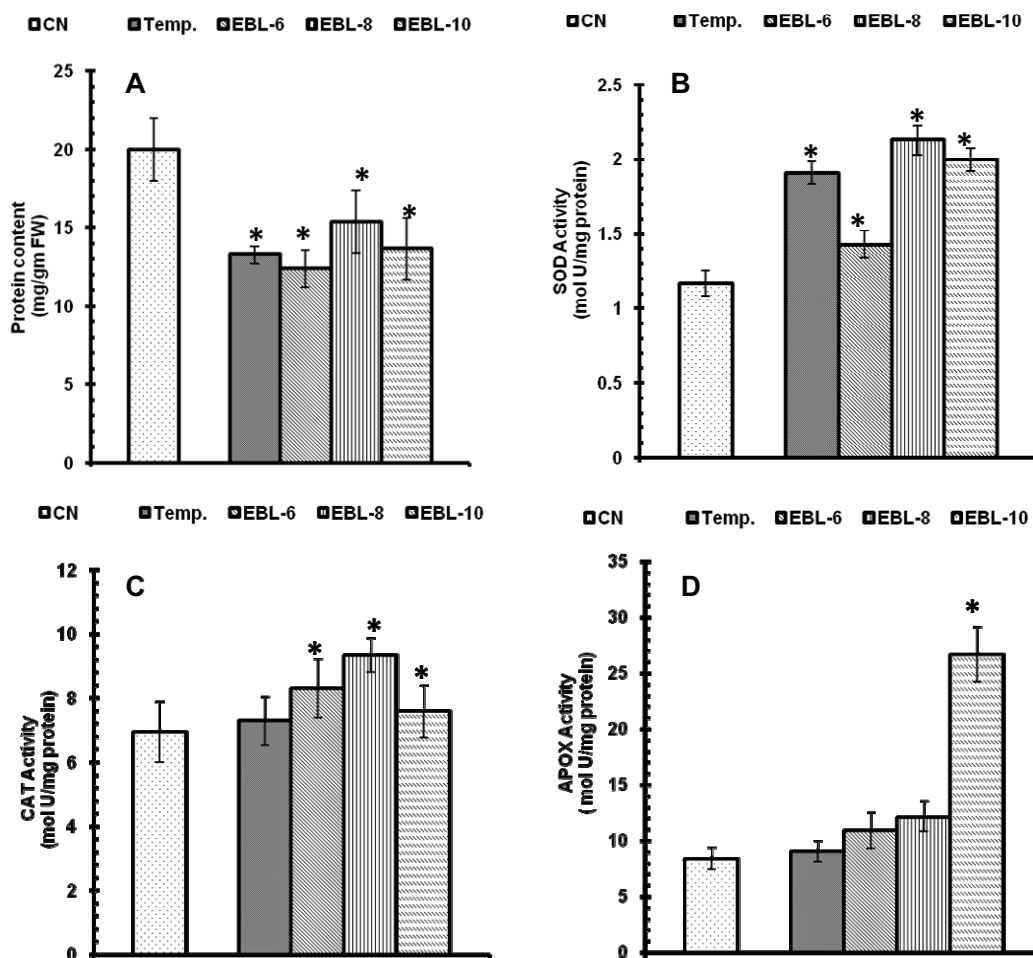 CN Temp. EBL-6 EBL-8 EBL-10
A
Protein content
(mg/gm FW)
25
20
15
10
5
0
* * * *
CN Temp. EBL-6 EBL-8 EBL-10
B
SOD Activity
(mol U/mg protein)
2.5
2
1.5
1
0.5
0
* * * *
CN Temp. EBL-6 EBL-8 EBL-10
C
CAT Activity
(mol U/mg protein)
12
10
8
6
4
2
0
* * *
CN Temp. EBL-6 EBL-8 EBL-10
D
APOX Activity
(mol U/mg protein)
35
30
25
20
15
10
5
0
*